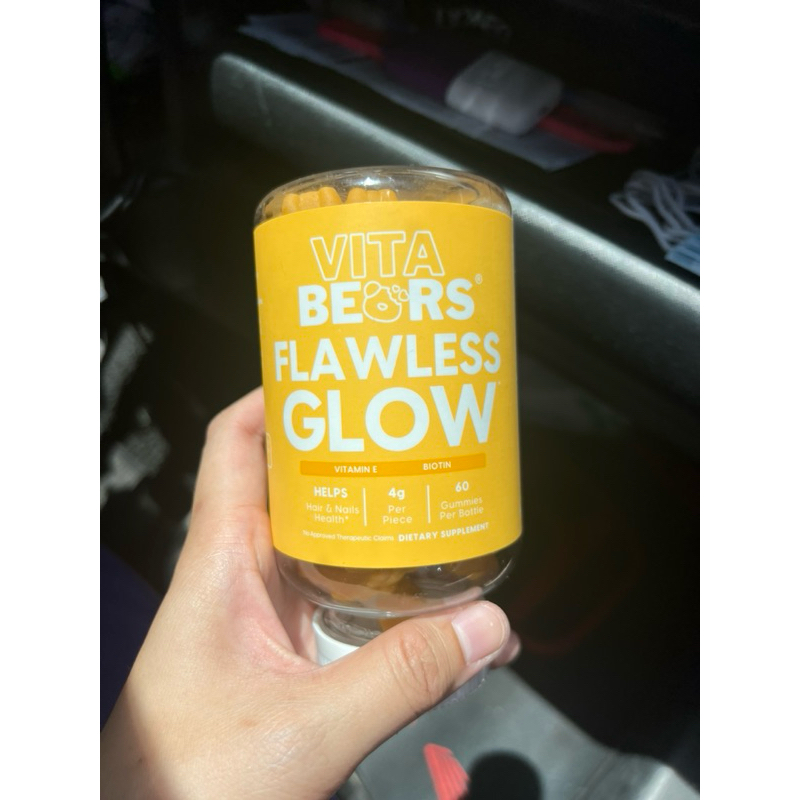 VITA
BEARS®
FLAWLESS
GLOW
VITAMIN E BIOTIN
HELPS
Hair & Nails
Health*
4g
Per
Piece
60
Gummies
Per Bottle
No Approved Therapeutic Claims DIETARY SUPPLEMENT